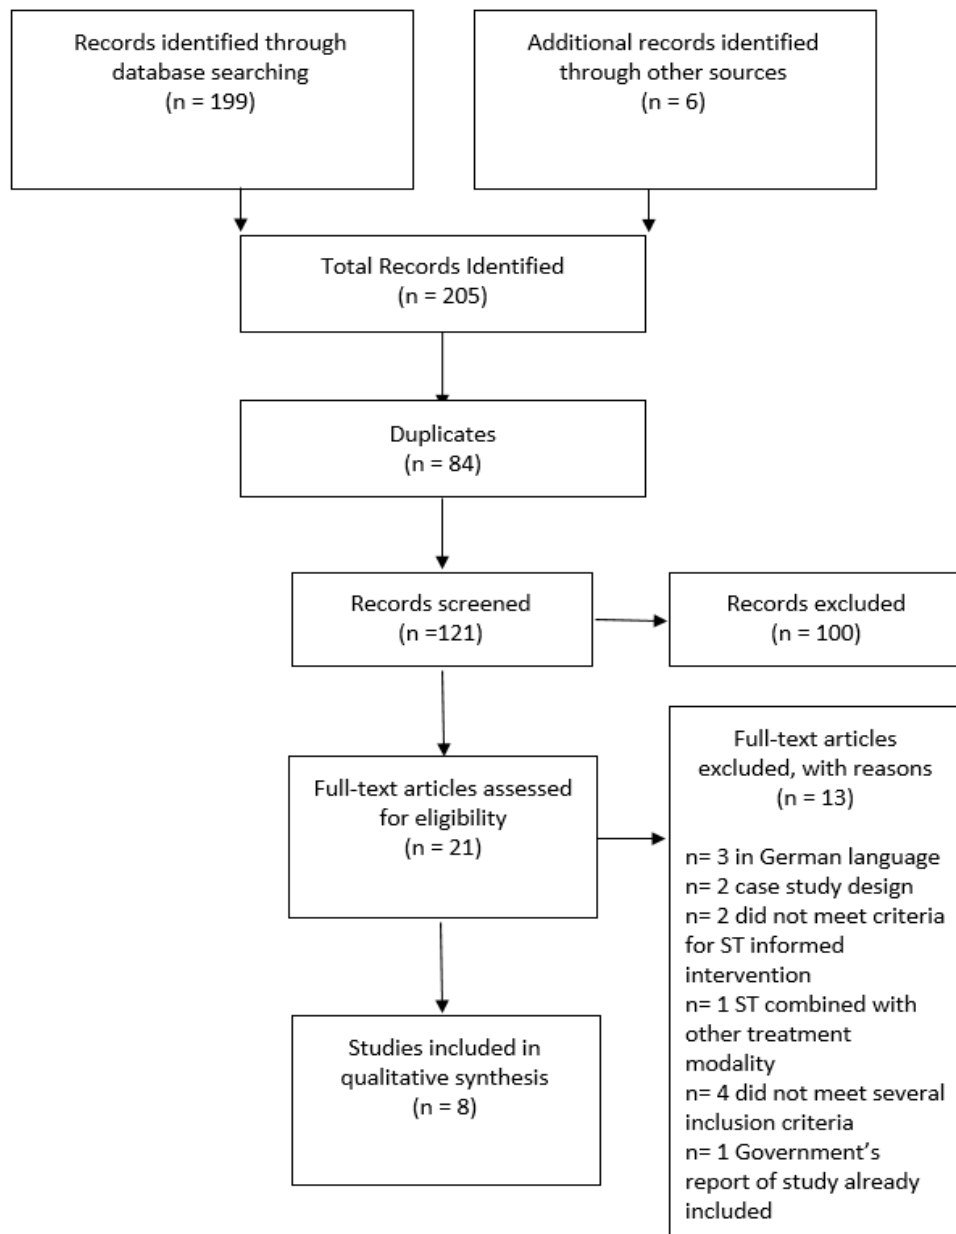 Records identified through
database searching
(n = 199)
Additional records identified
through other sources
(n = 6)
Total Records Identified
(n = 205)
Duplicates
(n = 84)
Records screened
(n =121)
Records excluded
(n = 100)
Full-text articles assessed
for eligibility
(n = 21)
Full-text articles
excluded, with reasons
(n = 13)
n= 3 in German language
n= 2 case study design
n= 2 did not meet criteria
for ST informed
intervention
n= 1 ST combined with
other treatment
modality
n= 4 did not meet several
inclusion criteria
n= 1 Government’s
report of study already
included
Studies included in
qualitative synthesis
(n = 8)